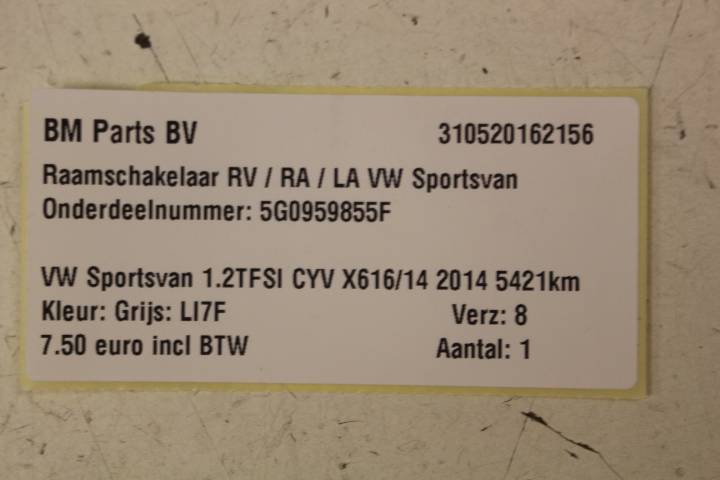 BM Parts BV 310520162156
Raamschakelaar RV / RA / LA VW Sportsvan
Onderdeelnummer: 5G0959855F
VW Sportsvan 1.2TFSI CYV X616/14 2014 5421km
Kleur: Grijs: LI7F Verz: 8
7.50 euro incl BTW Aantal: 1